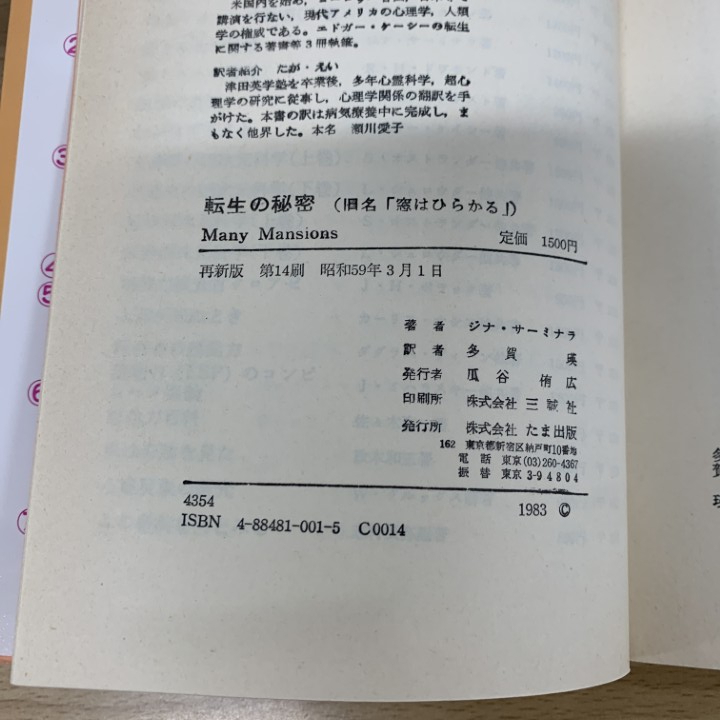 講演を行ない，現代アメリカの心理学，人類
学の権威である。エドガー・ケーシーの転生
に関する著書等3冊執筆。
訳者紹介 たが・えい
津田英学塾を卒業後，多年心霊科学，超心
理学の研究に従事し，心理学関係の翻訳を手
がけた。本書の訳は病気療養中に完成し，ま
もなく他界した。本名 瀬川愛子
転生の秘密 （旧名「窓はひらかる」）
Many Mansions 定価 1500円
再新版 第14刷 昭和59年3月1日
著者 ジナ・サーミナラ
訳者 多賀 瑛
発行者 瓜谷 侑広
印刷所 株式会社 三誠社
発行所 株式会社 たま出版
162 東京都新宿区納戸町10番地
電話 東京(03)260-4367
振替 東京3-94804
4354 1983 ©
ISBN 4-88481-001-5 C0014
②
③
④
⑤
⑥